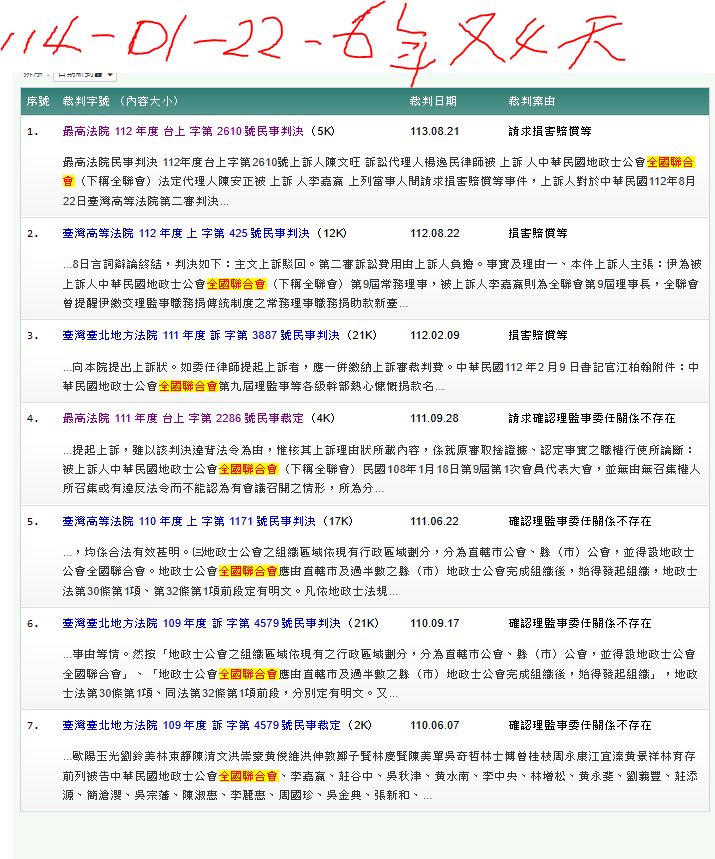 114-01-22-6年又4天
排序：日期新到舊
序號 裁判字號 （內容大小） 裁判日期 裁判案由
1. 最高法院 112 年度 台上 字第 2610 號民事判決（5K） 113.08.21 請求損害賠償等
最高法院民事判決 112年度台上字第2610號上訴人陳文旺 訴訟代理人楊逸民律師被 上訴 人中華民國地政士公會全國聯合
會（下稱全聯會）法定代理人陳安正被 上訴 人李嘉嬴 上列當事人間請求損害賠償等事件，上訴人對於中華民國112年8月
22日臺灣高等法院第二審判決...
2. 臺灣高等法院 112 年度 上 字第 425 號民事判決（12K） 112.08.22 損害賠償等
...8日言詞辯論終結，判決如下：主文上訴駁回。第二審訴訟費用由上訴人負擔。事實及理由一、本件上訴人主張：伊為被
上訴人中華民國地政士公會全國聯合會（下稱全聯會）第9屆常務理事，被上訴人李嘉嬴則為全聯會第9屆理事長，全聯會
曾提醒伊繳交理監事職務捐傳統制度之常務理事職務捐助款新臺...
3. 臺灣臺北地方法院 111 年度 訴 字第 3887 號民事判決（21K） 112.02.09 損害賠償等
...向本院提出上訴狀。如委任律師提起上訴者，應一併繳納上訴審裁判費。中華民國112 年2 月9 日書記官江柏翰附件：中
華民國地政士公會全國聯合會第九屆理監事等各級幹部熱心慷慨捐款名...
4. 最高法院 111 年度 台上 字第 2286 號民事裁定（4K） 111.09.28 請求確認理監事委任關係不存在
...提起上訴，雖以該判決違背法令為由，惟核其上訴理由狀所載內容，係就原審取捨證據、認定事實之職權行使所論斷：
被上訴人中華民國地政士公會全國聯合會（下稱全聯會）民國108年1月18日第9屆第1次會員代表大會，並無由無召集權人
所召集或有違反法令而不能認為有會議召開之情形，所為分...
5. 臺灣高等法院 110 年度 上 字第 1171 號民事判決（17K） 111.06.22 確認理監事委任關係不存在
...，均係合法有效甚明。㈢地政士公會之組織區域依現有行政區域劃分，分為直轄市公會、縣（市）公會，並得設地政士
公會全國聯合會。地政士公會全國聯合會應由直轄市及過半數之縣（市）地政士公會完成組織後，始得發起組織，地政士
法第30條第1項、第32條第1項前段定有明文。凡依地政士法規...
6. 臺灣臺北地方法院 109 年度 訴 字第 4579 號民事判決（21K） 110.09.17 確認理監事委任關係不存在
...事由等情。然按「地政士公會之組織區域依現有之行政區域劃分，分為直轄市公會、縣（市）公會，並得設地政士公會
全國聯合會」、「地政士公會全國聯合會應由直轄市及過半數之縣（市）地政士公會完成組織後，始得發起組織」，地政
士法第30條第1項、同法第32條第1項前段，分別定有明文。又...
7. 臺灣臺北地方法院 109 年度 訴 字第 4579 號民事裁定（2K） 110.06.07 確認理監事委任關係不存在
...歐陽玉光劉鈴美林束靜陳清文洪崇豪黃俊維洪伸敦鄭子賢林慶賢陳美單吳奇哲林士博曾桂枝周永康江宜溱黃景祥林育存
前列被告中華民國地政士公會全國聯合會、李嘉嬴、莊谷中、吳秋津、黃水南、李中央、林增松、黃永斐、劉義豐、莊添
源、簡滄瀅、吳宗藩、陳淑惠、李麗惠、周國珍、吳金典、張新和、...